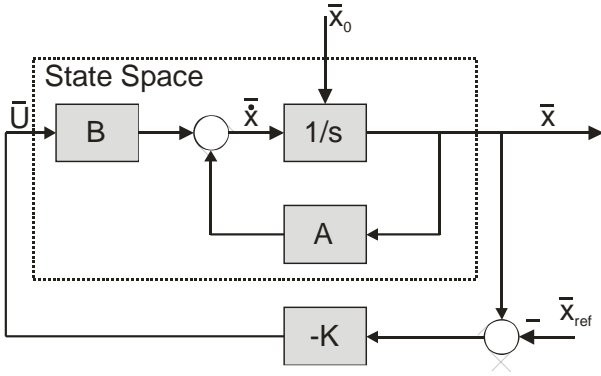 x̄₀
State Space
Ū
B
x̄̇
1/s
x̄
A
-K
–
x̄ref